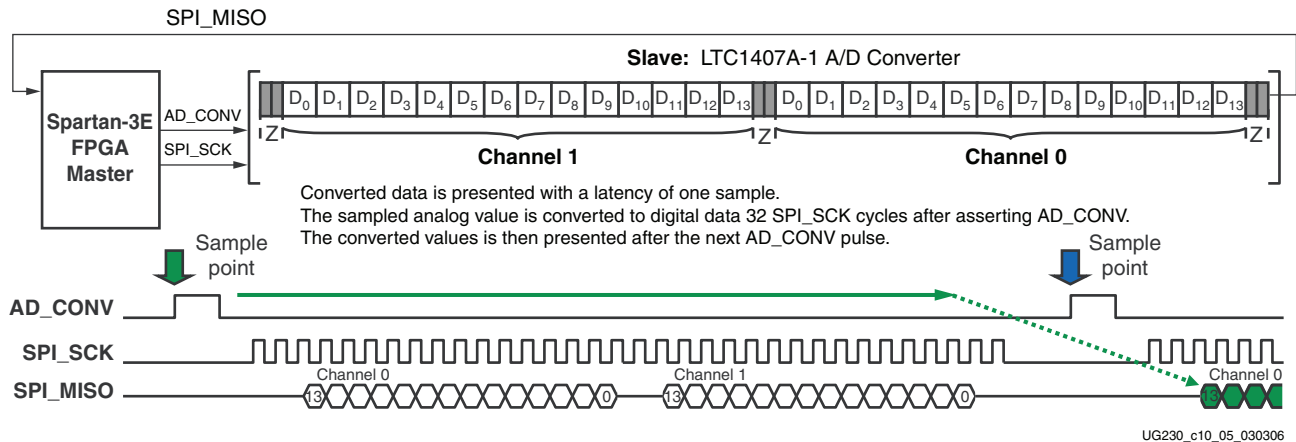 SPI_MISO
Slave: LTC1407A-1 A/D Converter
Spartan-3E
FPGA
Master
AD_CONV
SPI_SCK
D0 D1 D2 D3 D4 D5 D6 D7 D8 D9 D10 D11 D12 D13 D0 D1 D2 D3 D4 D5 D6 D7 D8 D9 D10 D11 D12 D13
Z Z Z
Channel 1 Channel 0
Converted data is presented with a latency of one sample.
The sampled analog value is converted to digital data 32 SPI_SCK cycles after asserting AD_CONV.
The converted values is then presented after the next AD_CONV pulse.
Sample
point
Sample
point
AD_CONV
SPI_SCK
Channel 0 Channel 1 Channel 0
SPI_MISO 13 0 13 0 13
UG230_c10_05_030306